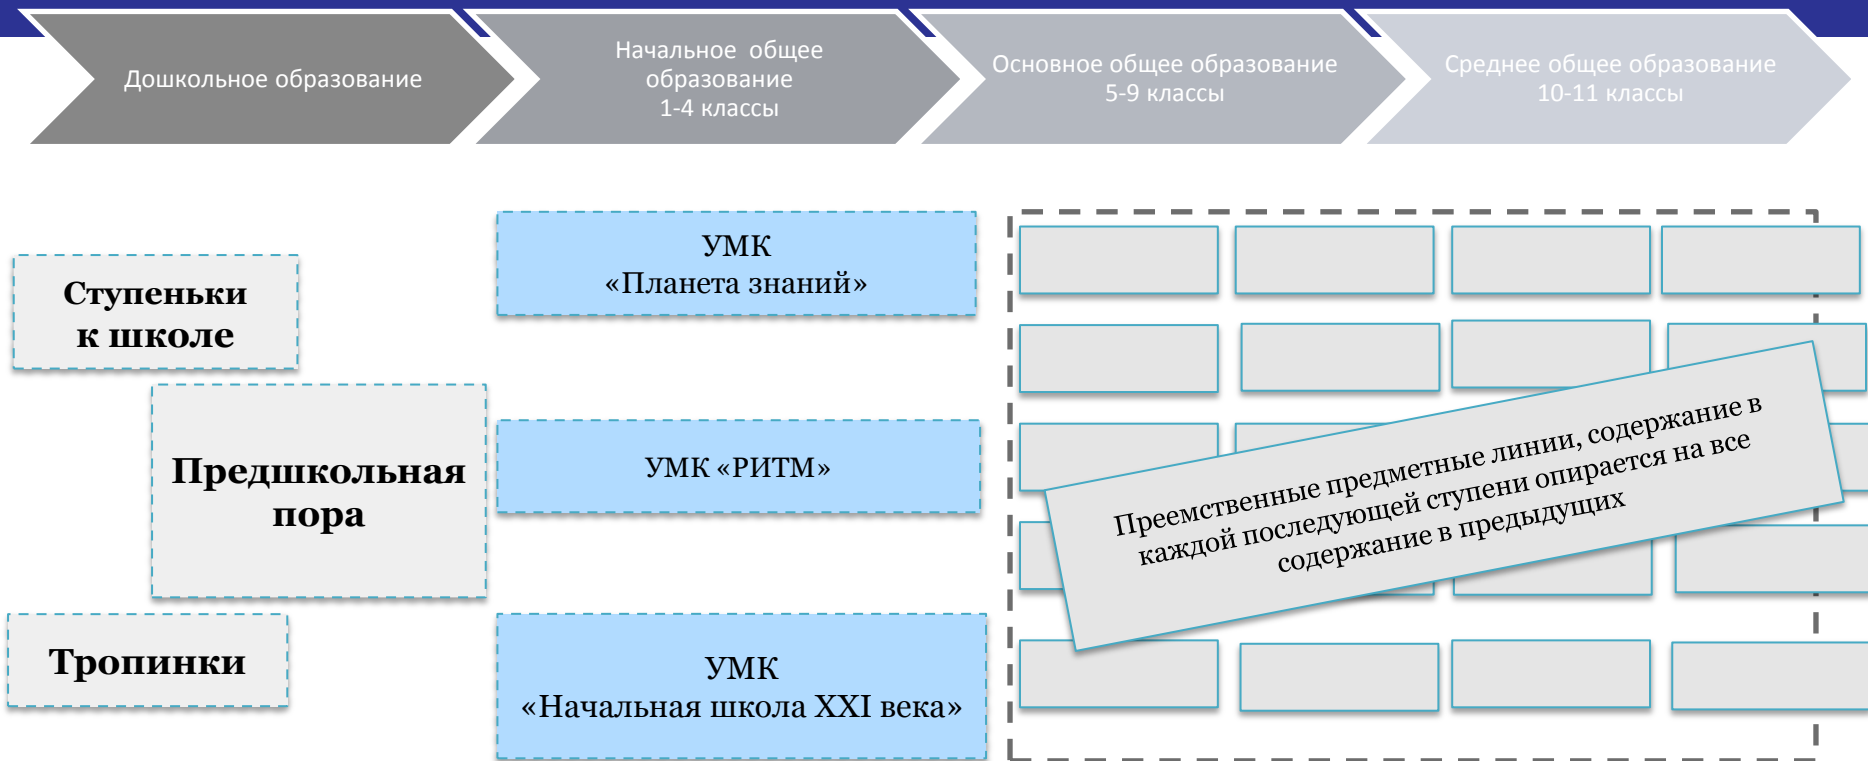 Дошкольное образование
Начальное общее
образование
1-4 классы
Основное общее образование
5-9 классы
Среднее общее образование
10-11 классы
Ступеньки
к школе
Предшкольная
пора
Тропинки
УМК
«Планета знаний»
УМК «РИТМ»
УМК
«Начальная школа XXI века»
Преемственные предметные линии, содержание в
каждой последующей ступени опирается на все
содержание в предыдущих